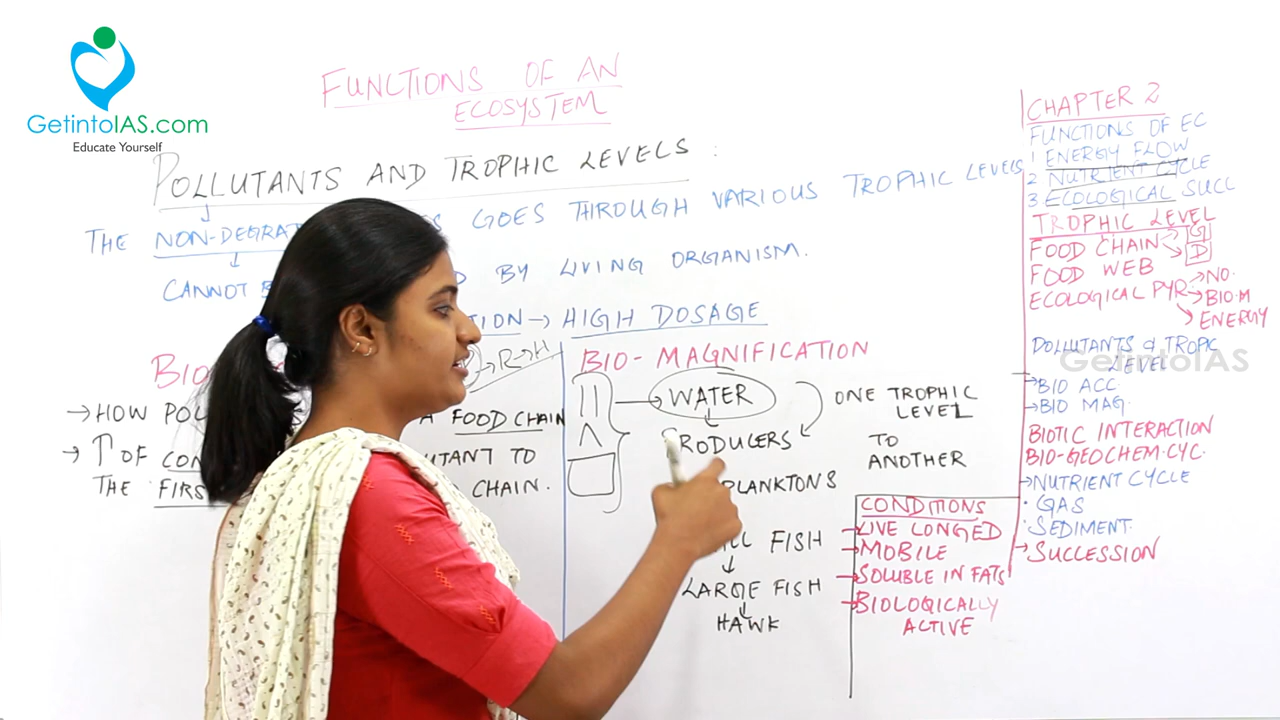 GetintoIAS.com
Educate Yourself
FUNCTIONS OF AN
ECOSYSTEM
POLLUTANTS AND TROPHIC LEVELS :
THE NON-DEGRA GOES THROUGH VARIOUS TROPHIC LEVELS
CANNOT BY LIVING ORGANISM.
TION → HIGH DOSAGE
BIO
→ R → H
→ HOW POL A FOOD CHAIN
→ ↑ OF CON UTANT TO
THE FIRS CHAIN.
BIO-MAGNIFICATION
WATER
PRODUCERS
PLANKTONS
FISH
LARGE FISH
HAWK
ONE TROPHIC
LEVEL
TO
ANOTHER
CONDITIONS
LIVE LONGED
MOBILE
SOLUBLE IN FATS
BIOLOGICALLY
ACTIVE
CHAPTER 2
FUNCTIONS OF EC
1 ENERGY FLOW
2 NUTRIENT CYCLE
3 ECOLOGICAL SUCC
TROPHIC LEVEL
FOOD CHAIN → G
→ D
FOOD WEB
ECOLOGICAL PYR. → NO.
→ BIO.M
→ ENERGY
POLLUTANTS & TROPIC
LEVEL
GetintoIAS
→ BIO ACC
→ BIO MAG.
BIOTIC INTERACTION
BIO-GEOCHEM.CYC.
→ NUTRIENT CYCLE
· GAS
· SEDIMENT.
→ SUCCESSION